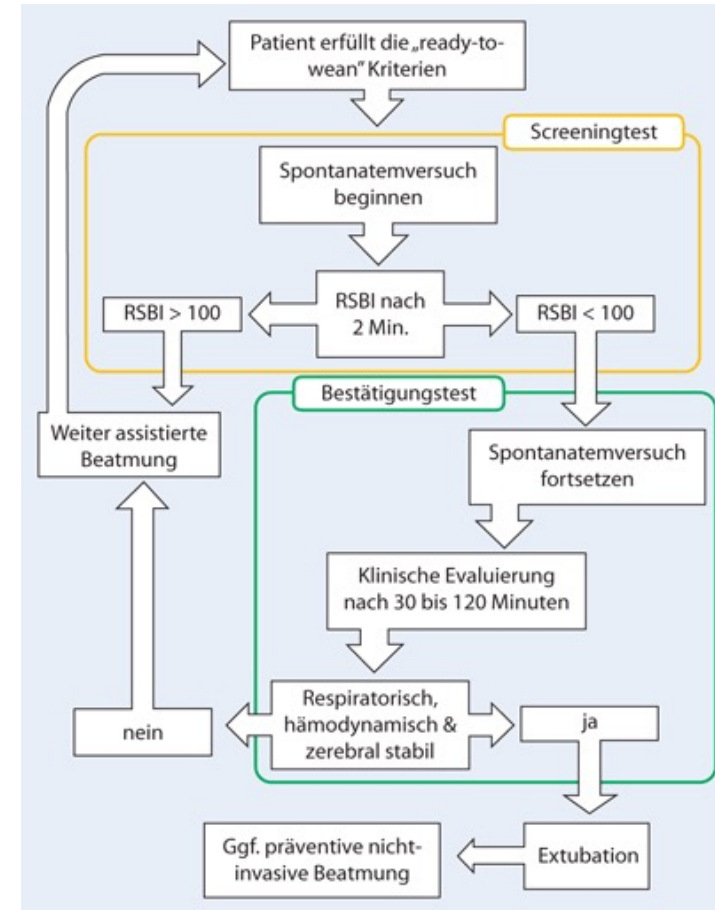 Patient erfüllt die „ready-to-
wean" Kriterien
Screeningtest
Spontanatemversuch
beginnen
RSBI nach
2 Min.
RSBI > 100
RSBI < 100
Bestätigungstest
Weiter assistierte
Beatmung
Spontanatemversuch
fortsetzen
Klinische Evaluierung
nach 30 bis 120 Minuten
Respiratorisch,
hämodynamisch &
zerebral stabil
nein
ja
Ggf. präventive nicht-
invasive Beatmung
Extubation